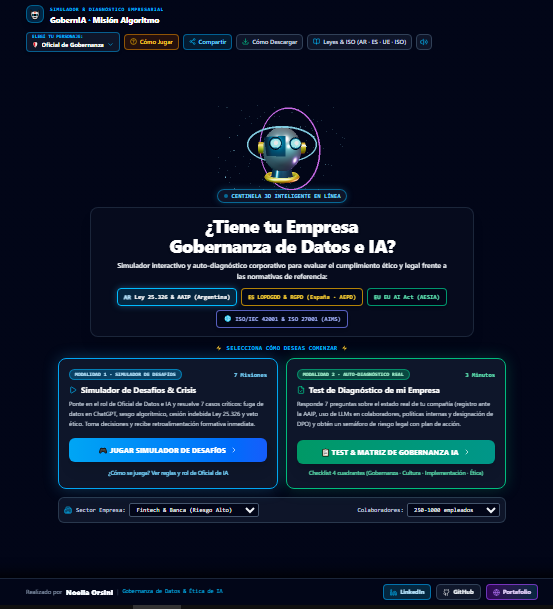 SIMULADOR & DIAGNÓSTICO EMPRESARIAL
GobernIA · Misión Algoritmo
ELEGÍ TU PERSONAJE:
Oficial de Gobernanza
Cómo Jugar
Compartir
Cómo Descargar
Leyes & ISO (AR · ES · UE · ISO)
CENTINELA 3D INTELIGENTE EN LÍNEA
¿Tiene tu Empresa
Gobernanza de Datos e IA?
Simulador interactivo y auto-diagnóstico corporativo para evaluar el cumplimiento ético y legal frente a
las normativas de referencia:
AR Ley 25.326 & AAIP (Argentina)
ES LOPDGDD & RGPD (España - AEPD)
EU EU AI Act (AESIA)
ISO/IEC 42001 & ISO 27001 (AIMS)
⚡ SELECCIONA CÓMO DESEAS COMENZAR ⚡
MODALIDAD 1 · SIMULADOR DE DESAFÍOS
7 Misiones
Simulador de Desafíos & Crisis
Ponte en el rol de Oficial de Datos e IA y resuelve 7 casos críticos: fuga de
datos en ChatGPT, sesgo algorítmico, cesión indebida Ley 25.326 y veto
ético. Toma decisiones y recibe retroalimentación formativa inmediata.
🎮 JUGAR SIMULADOR DE DESAFÍOS
¿Cómo se juega? Ver reglas y rol de Oficial de IA
MODALIDAD 2 · AUTO-DIAGNÓSTICO REAL
3 Minutos
Test de Diagnóstico de mi Empresa
Responde 7 preguntas sobre el estado real de tu compañía (registro ante
la AAIP, uso de LLMs en colaboradores, políticas internas y designación de
DPO) y obtén un semáforo de riesgo legal con plan de acción.
📋 TEST & MATRIZ DE GOBERNANZA IA
Checklist 4 cuadrantes (Gobernanza · Cultura · Implementación · Ética)
Sector Empresa:
Fintech & Banca (Riesgo Alto)
Colaboradores:
250-1000 empleados
Realizado por Noelia Orsini | Gobernanza de Datos & Ética de IA
LinkedIn
GitHub
Portafolio